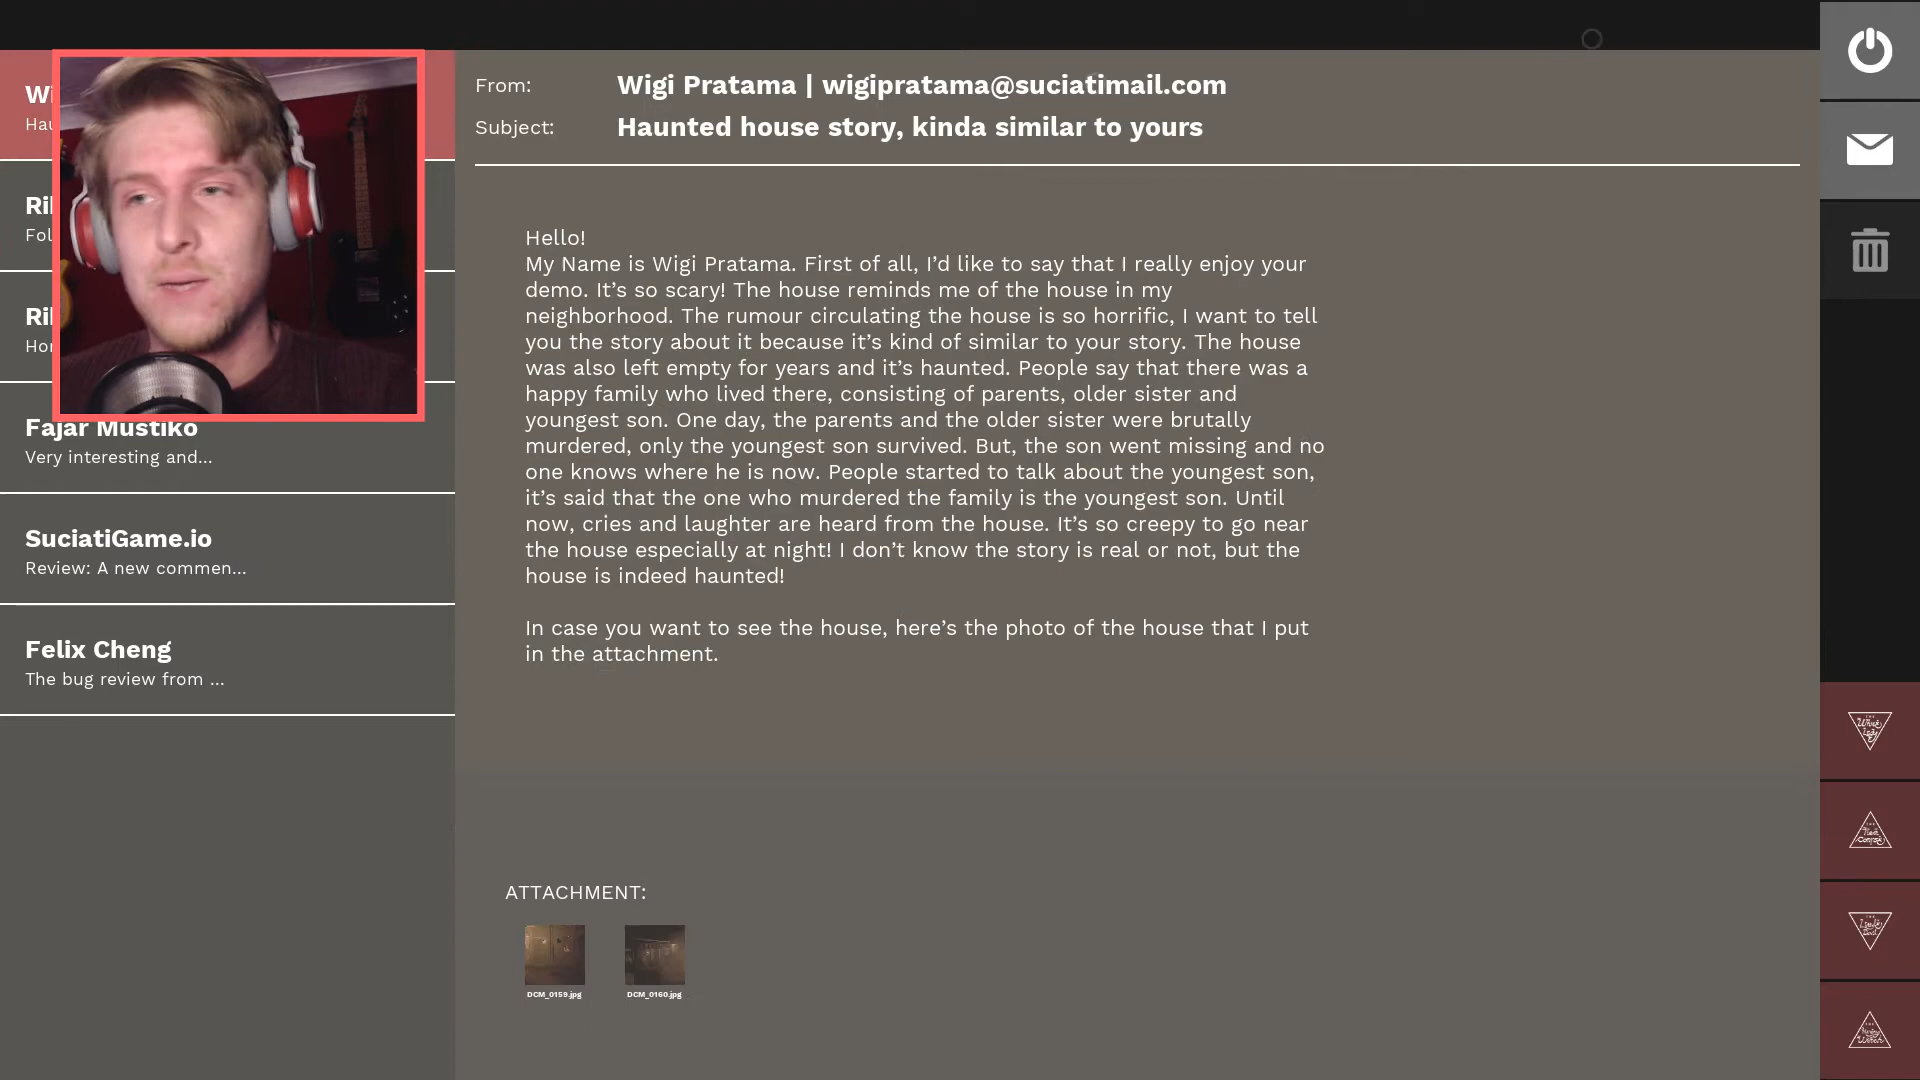 From: Wigi Pratama | wigipratama@suciatimail.com
Subject: Haunted house story, kinda similar to yours
Hello!
My Name is Wigi Pratama. First of all, I’d like to say that I really enjoy your
demo. It’s so scary! The house reminds me of the house in my
neighborhood. The rumour circulating the house is so horrific, I want to tell
you the story about it because it’s kind of similar to your story. The house
was also left empty for years and it’s haunted. People say that there was a
happy family who lived there, consisting of parents, older sister and
youngest son. One day, the parents and the older sister were brutally
murdered, only the youngest son survived. But, the son went missing and no
one knows where he is now. People started to talk about the youngest son,
it’s said that the one who murdered the family is the youngest son. Until
now, cries and laughter are heard from the house. It’s so creepy to go near
the house especially at night! I don’t know the story is real or not, but the
house is indeed haunted!
In case you want to see the house, here’s the photo of the house that I put
in the attachment.
ATTACHMENT:
DCM_0159.jpg DCM_0160.jpg
Fajar Mustiko
Very interesting and...
SuciatiGame.io
Review: A new commen...
Felix Cheng
The bug review from ...